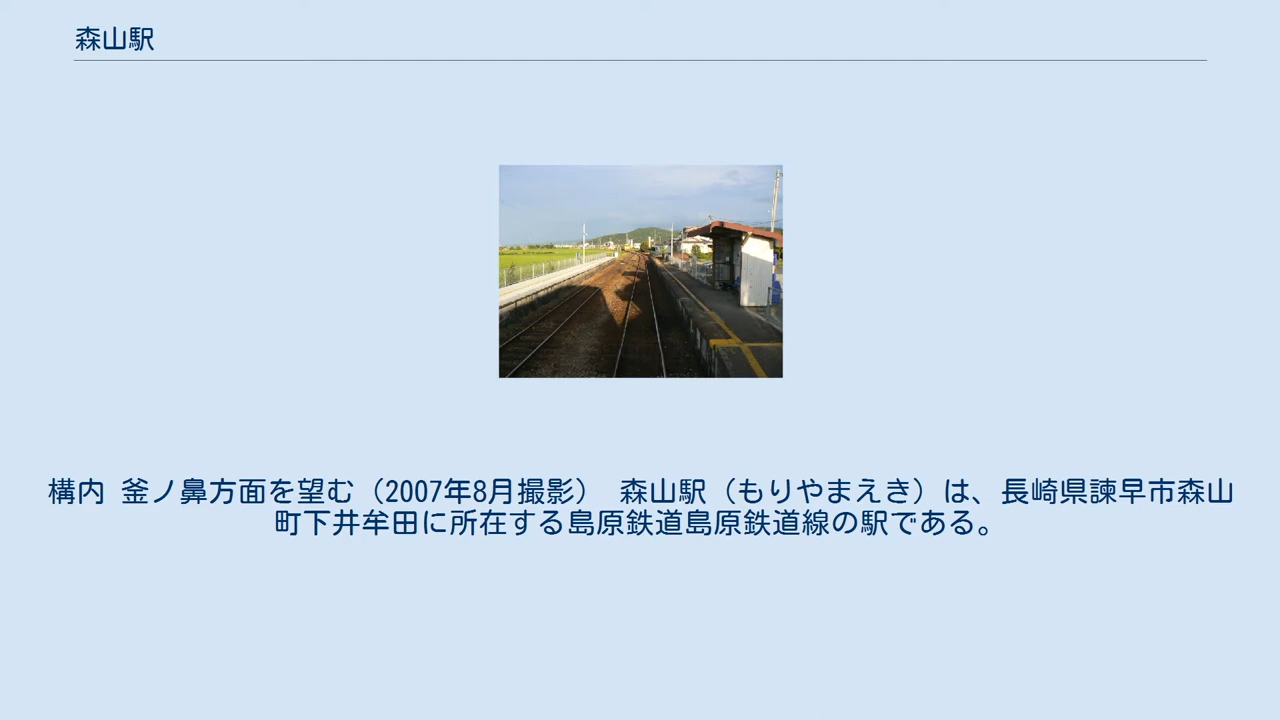 森山駅
構内 釜ノ鼻方面を望む（2007年8月撮影） 森山駅（もりやまえき）は、長崎県諫早市森山
町下井牟田に所在する島原鉄道島原鉄道線の駅である。